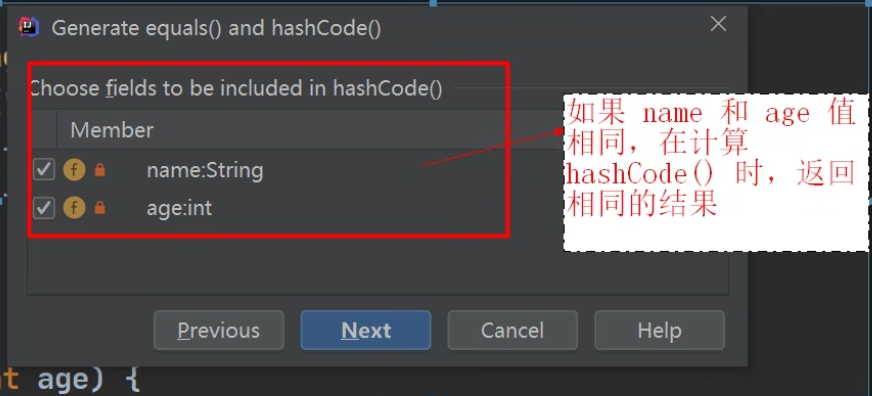 Generate equals() and hashCode()
Choose fields to be included in hashCode()
Member
name:String
age:int
如果 name 和 age 值
相同，在计算
hashCode() 时，返回
相同的结果
Previous
Next
Cancel
Help
t age) {